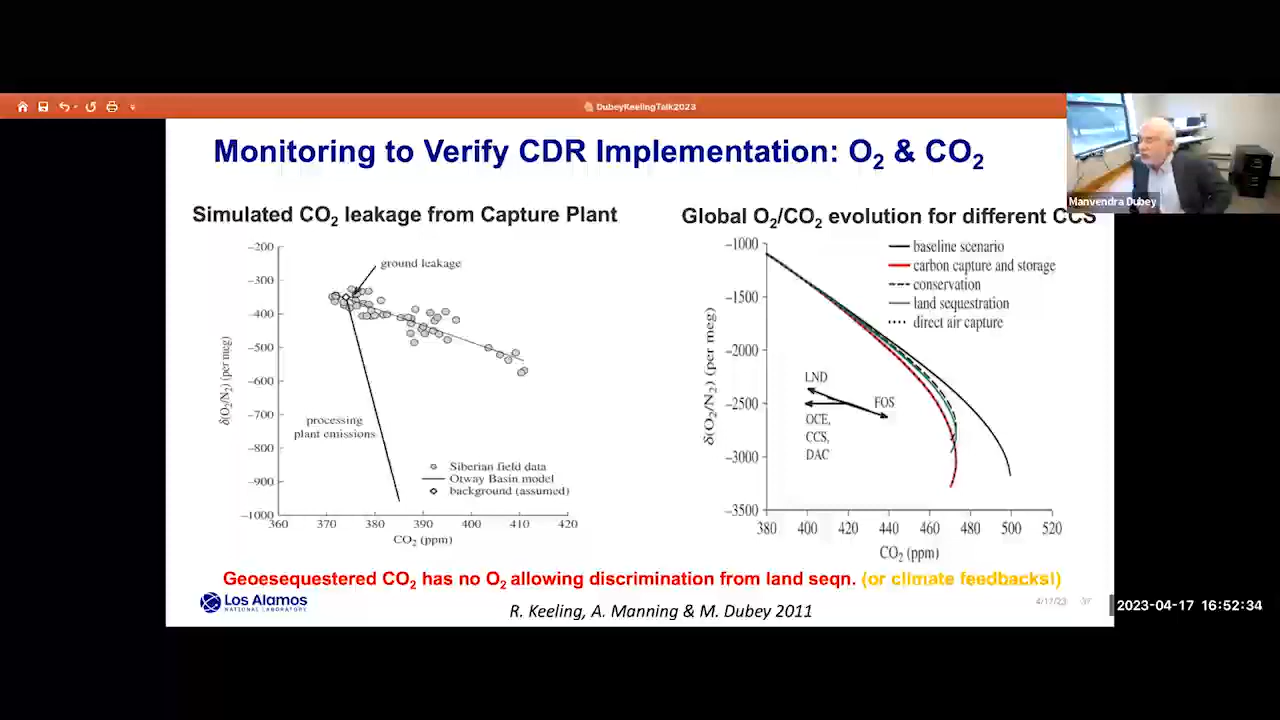 DubeyKeelingTalk2023
Manvendra Dubey
Monitoring to Verify CDR Implementation: O2 & CO2
Simulated CO2 leakage from Capture Plant
−200
−300
−400
−500
−600
−700
−800
−900
−1000
360 370 380 390 400 410 420
CO2 (ppm)
δ(O2/N2) (per meg)
ground leakage
processing
plant emissions
Siberian field data
Otway Basin model
background (assumed)
Global O2/CO2 evolution for different CCS
−1000
−1500
−2000
−2500
−3000
−3500
380 400 420 440 460 480 500 520
CO2 (ppm)
δ(O2/N2) (per meg)
baseline scenario
carbon capture and storage
conservation
land sequestration
direct air capture
LND
FOS
OCE,
CCS,
DAC
Geoesequestered CO2 has no O2 allowing discrimination from land seqn. (or climate feedbacks!)
Los Alamos
NATIONAL LABORATORY
R. Keeling, A. Manning & M. Dubey 2011
4/17/23
2023-04-17 16:52:34